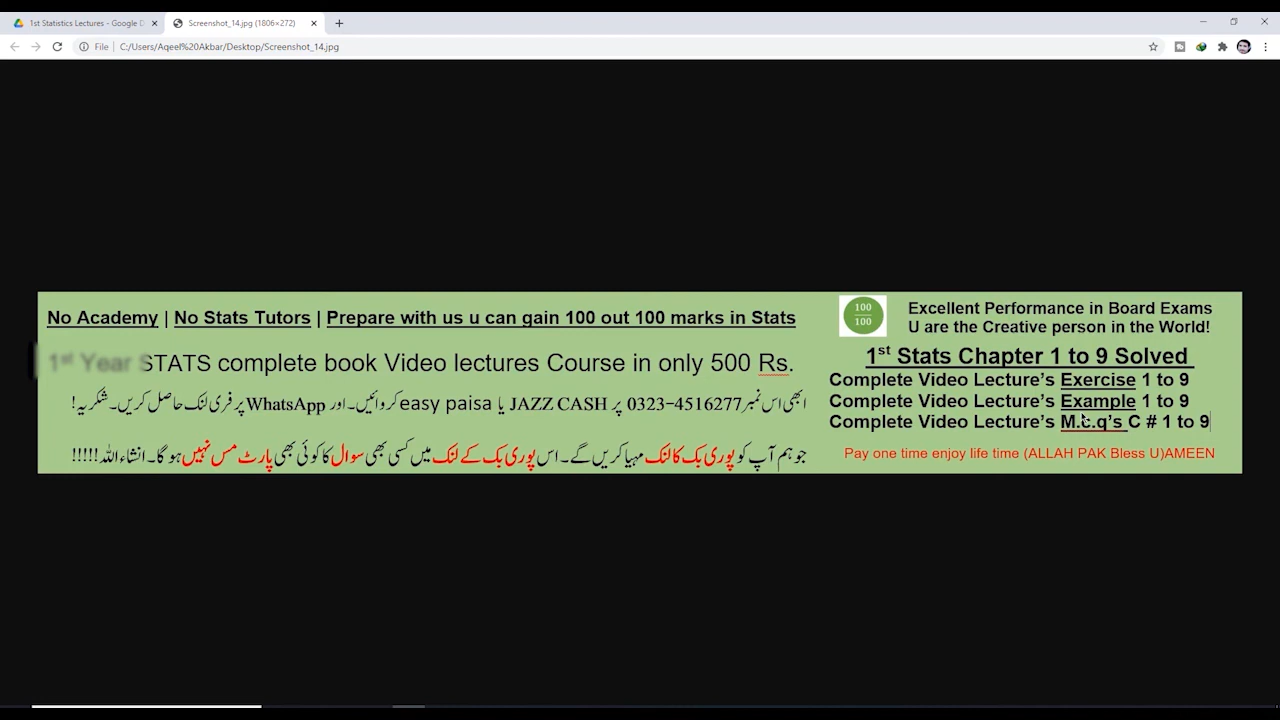 1st Statistics Lectures - Google D
Screenshot_14.jpg (1806×272)
File
C:/Users/Aqeel%20Akbar/Desktop/Screenshot_14.jpg
No Academy | No Stats Tutors | Prepare with us u can gain 100 out 100 marks in Stats
1st Year STATS complete book Video lectures Course in only 500 Rs.
ابھی اس نمبر 0323-4516277 پر JAZZ CASH یا easy paisa کروائیں۔ اور WhatsApp پر فری لنک حاصل کریں۔ شکریہ!
جو ہم آپ کو پوری بک کا لنک مہیا کریں گے۔ اس پوری بک کے لنک میں کسی بھی سوال کا کوئی بھی پارٹ مس نہیں ہو گا۔ انشاءاللہ !!!!!
100
100
Excellent Performance in Board Exams
U are the Creative person in the World!
1st Stats Chapter 1 to 9 Solved
Complete Video Lecture's Exercise 1 to 9
Complete Video Lecture's Example 1 to 9
Complete Video Lecture's M.c.q's C # 1 to 9
Pay one time enjoy life time (ALLAH PAK Bless U)AMEEN